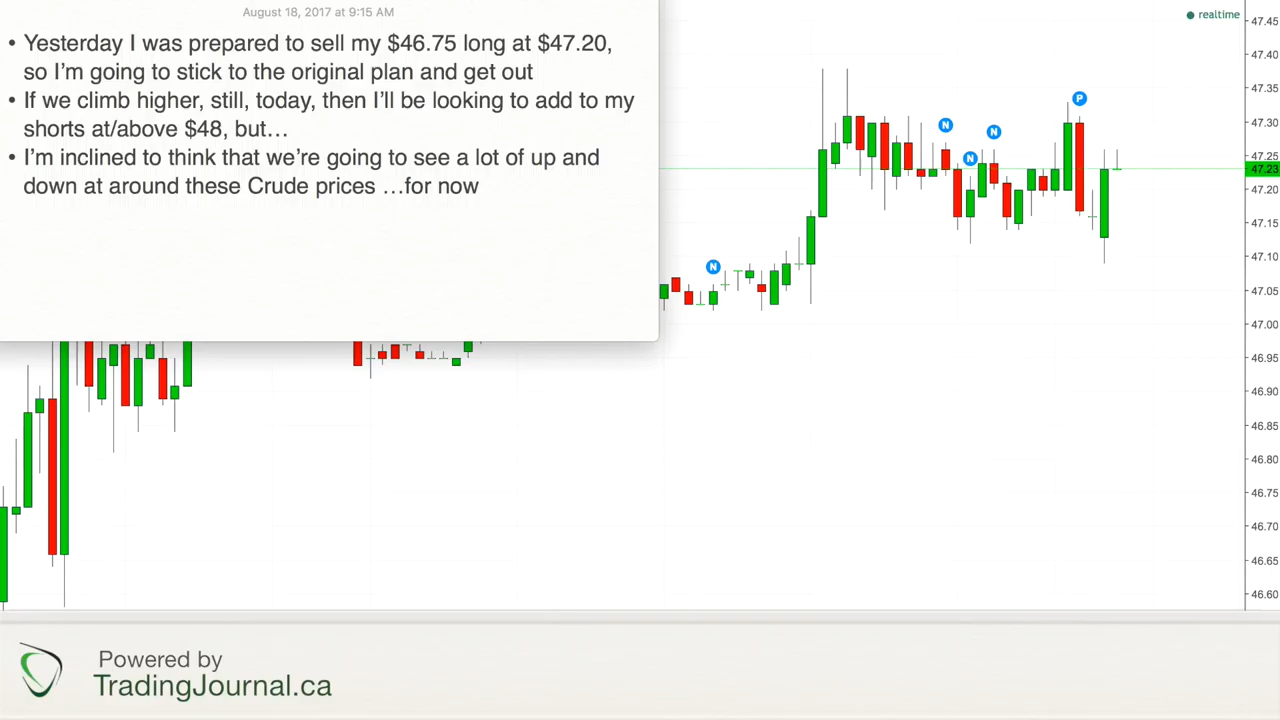 August 18, 2017 at 9:15 AM
• Yesterday I was prepared to sell my $46.75 long at $47.20,
so I'm going to stick to the original plan and get out
• If we climb higher, still, today, then I'll be looking to add to my
shorts at/above $48, but…
• I'm inclined to think that we're going to see a lot of up and
down at around these Crude prices …for now
realtime
47.45
47.40
47.35
47.30
47.25
47.23
47.20
47.15
47.10
47.05
47.00
46.95
46.90
46.85
46.80
46.75
46.70
46.65
46.60
P
N
N
N
N
Powered by
TradingJournal.ca